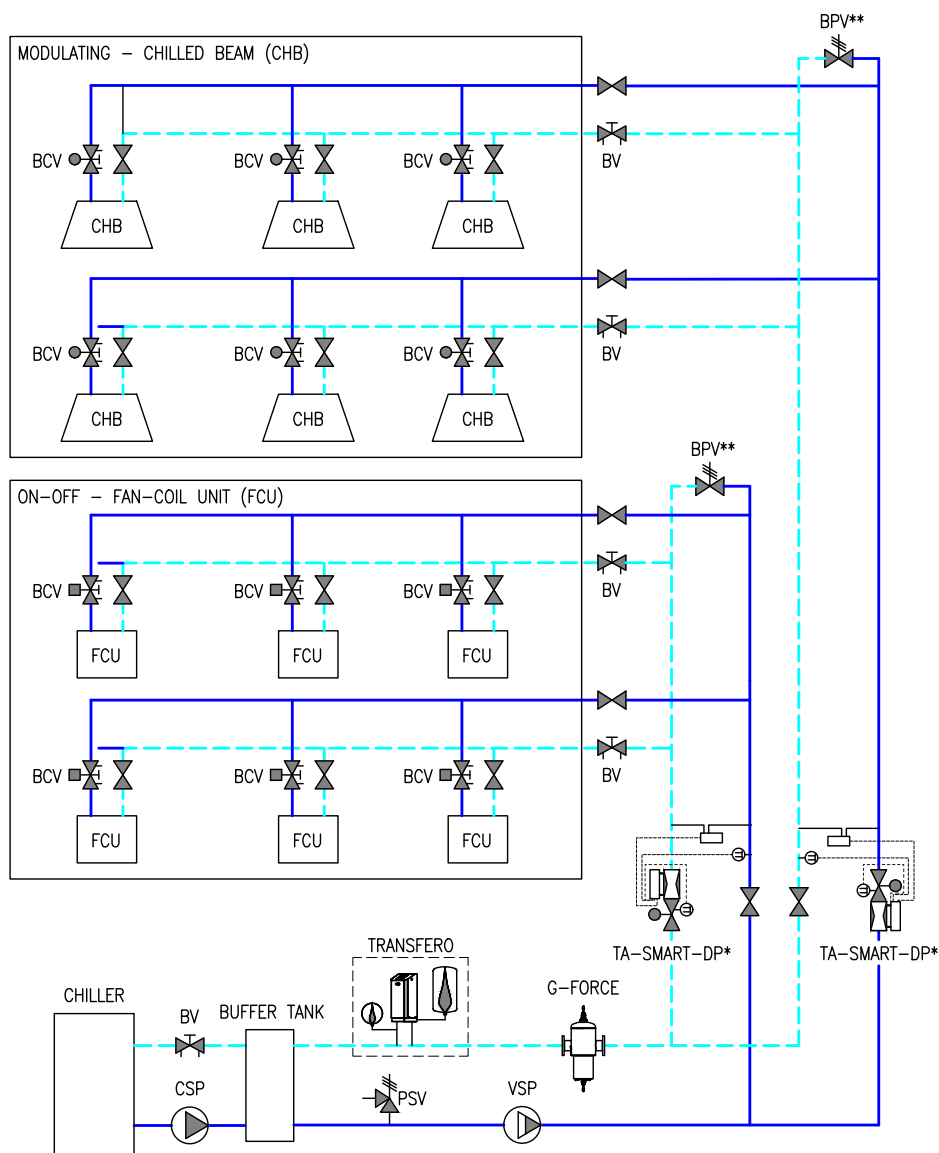 BPV**
MODULATING - CHILLED BEAM (CHB)
BCV BCV BCV BV
CHB CHB CHB
BCV BCV BCV BV
CHB CHB CHB
BPV**
ON-OFF - FAN-COIL UNIT (FCU)
BCV BCV BCV BV
FCU FCU FCU
BCV BCV BCV BV
FCU FCU FCU
TA-SMART-DP* TA-SMART-DP*
TRANSFERO
G-FORCE
CHILLER
BV
BUFFER TANK
CSP
PSV
VSP